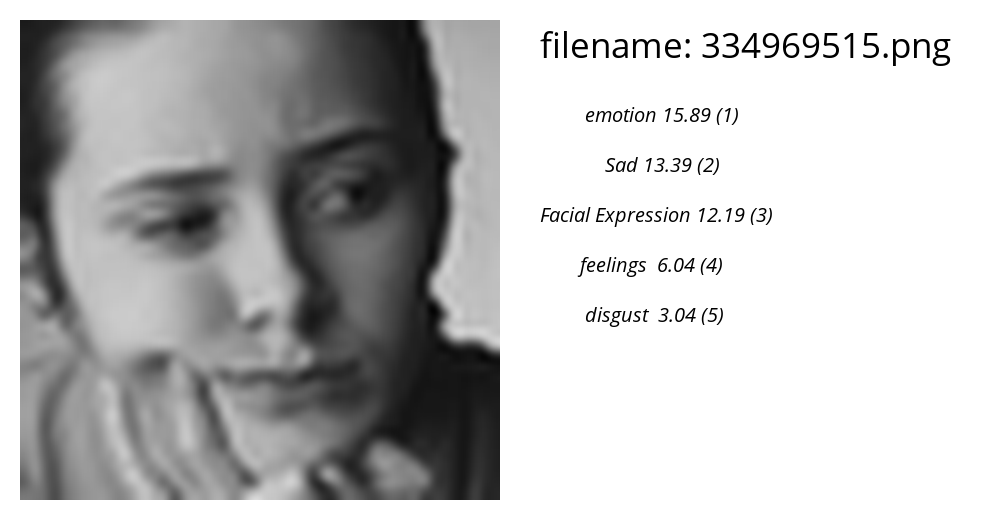 filename: 334969515.png
emotion 15.89 (1)
Sad 13.39 (2)
Facial Expression 12.19 (3)
feelings 6.04 (4)
disgust 3.04 (5)